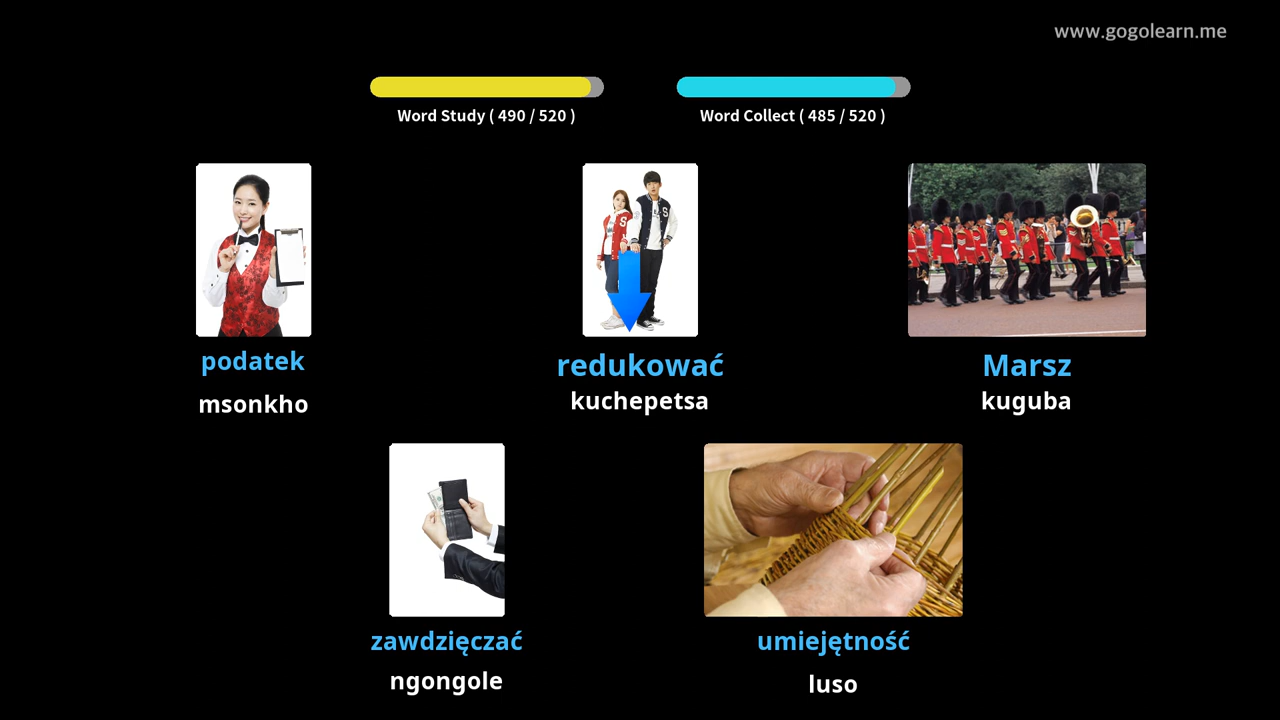 www.gogolearn.me
Word Study ( 490 / 520 )
Word Collect ( 485 / 520 )
podatek
msonkho
redukować
kuchepetsa
Marsz
kuguba
zawdzięczać
ngongole
umiejętność
luso